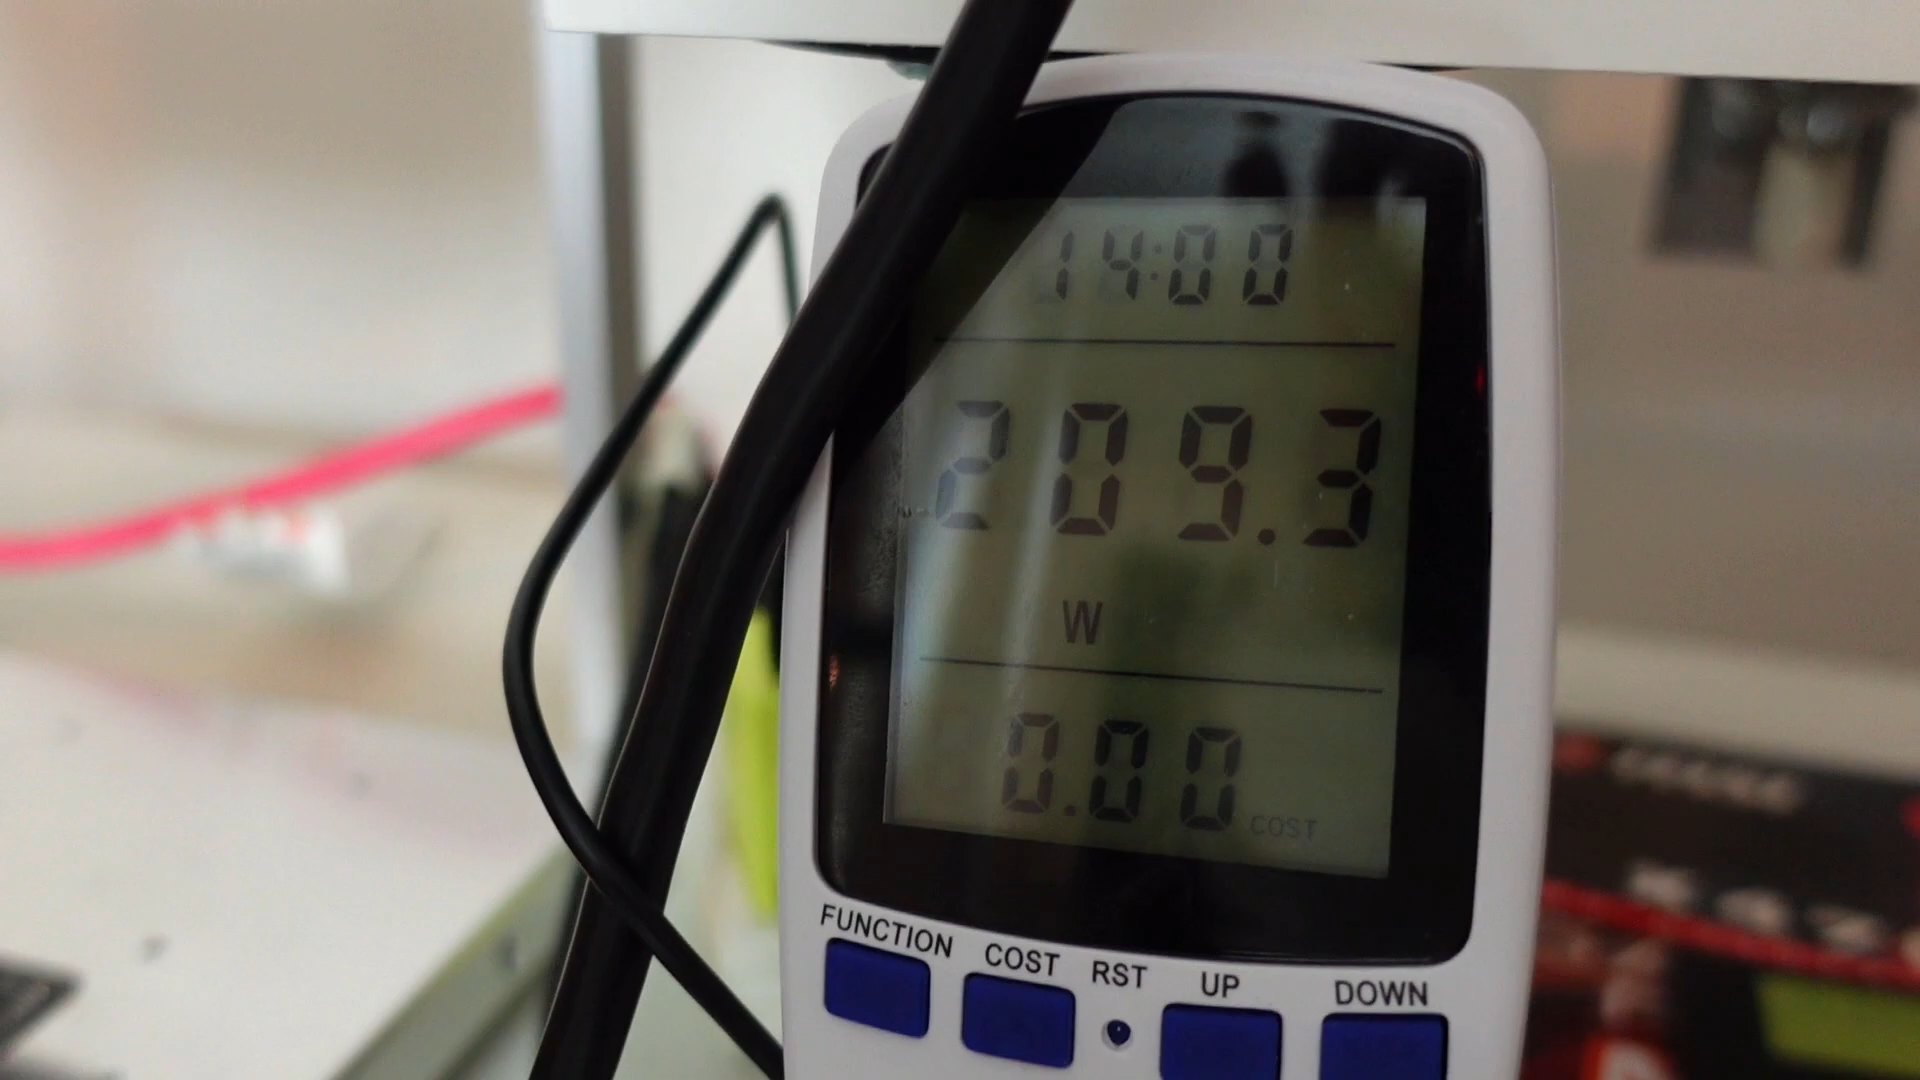 14:00
209.3
W
0.00 COST
FUNCTION COST RST UP DOWN